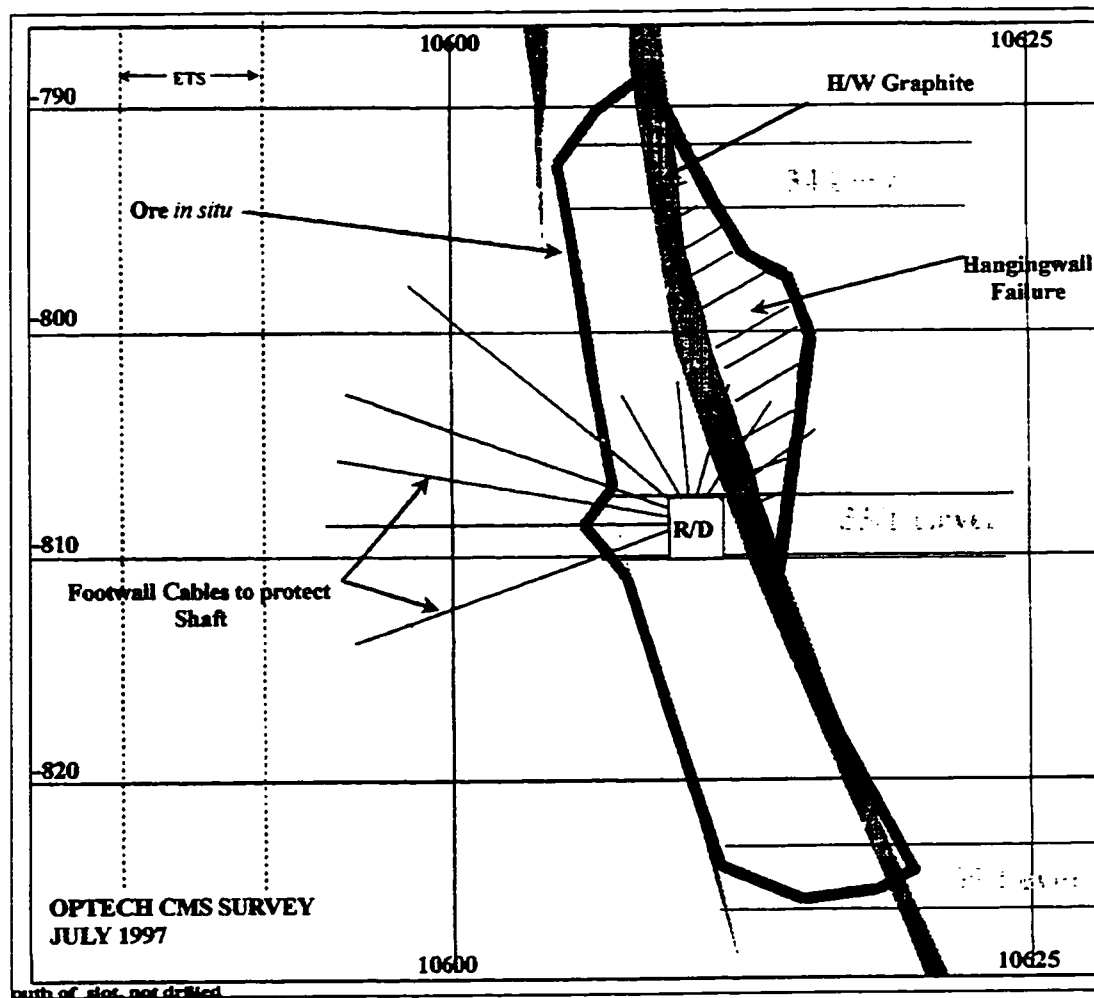 10600
10625
ETS
-790
H/W Graphite
Ore in situ
Hangingwall
Failure
-800
R/D
-810
Footwall Cables to protect
Shaft
-820
OPTECH CMS SURVEY
JULY 1997
10600
10625
of slot, not drilled